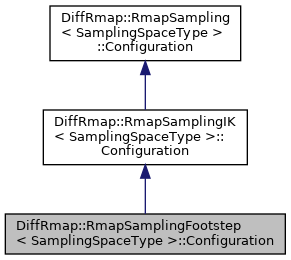 DiffRmap::RmapSampling
< SamplingSpaceType >
::Configuration
DiffRmap::RmapSamplingIK
< SamplingSpaceType >::
Configuration
DiffRmap::RmapSamplingFootstep
< SamplingSpaceType >::Configuration